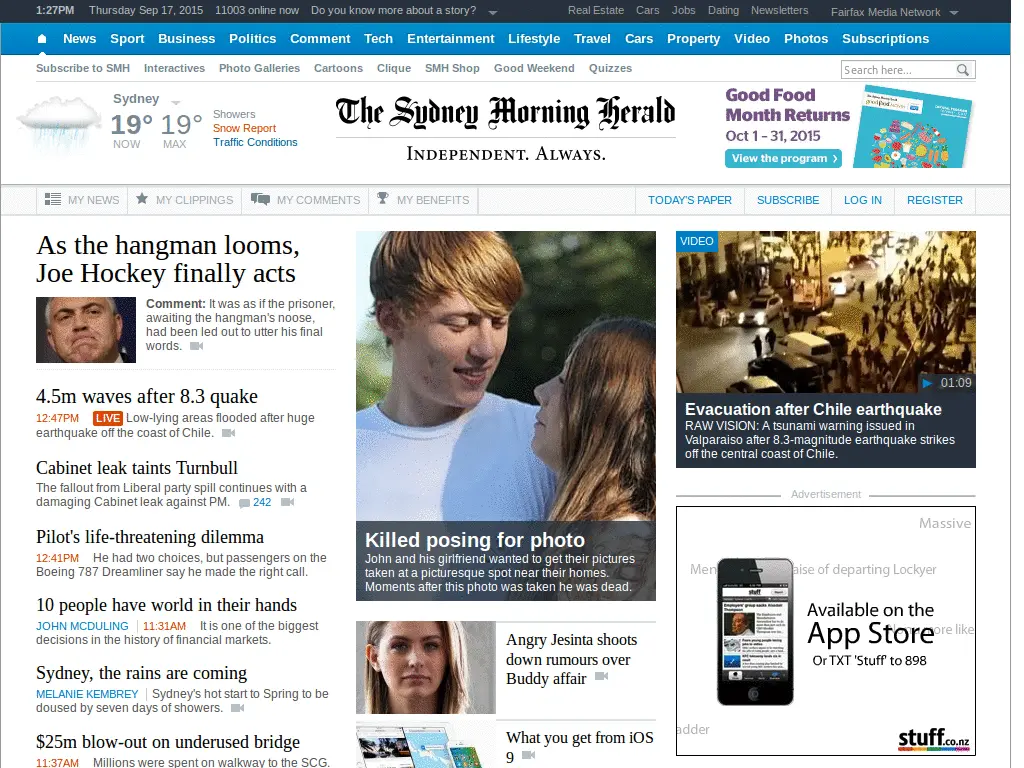 1:27PM Thursday Sep 17, 2015 11003 online now Do you know more about a story?
Real Estate Cars Jobs Dating Newsletters Fairfax Media Network
News Sport Business Politics Comment Tech Entertainment Lifestyle Travel Cars Property Video Photos Subscriptions
Subscribe to SMH Interactives Photo Galleries Cartoons Clique SMH Shop Good Weekend Quizzes
Search here...
Sydney
19° 19°
NOW MAX
Showers
Snow Report
Traffic Conditions
The Sydney Morning Herald
INDEPENDENT. ALWAYS.
Good Food
Month Returns
Oct 1 – 31, 2015
View the program
MY NEWS MY CLIPPINGS MY COMMENTS MY BENEFITS
TODAY'S PAPER SUBSCRIBE LOG IN REGISTER
As the hangman looms,
Joe Hockey finally acts
Comment: It was as if the prisoner,
awaiting the hangman's noose,
had been led out to utter his final
words.
4.5m waves after 8.3 quake
12:47PM LIVE Low-lying areas flooded after huge
earthquake off the coast of Chile.
Cabinet leak taints Turnbull
The fallout from Liberal party spill continues with a
damaging Cabinet leak against PM. 242
Pilot's life-threatening dilemma
12:41PM He had two choices, but passengers on the
Boeing 787 Dreamliner say he made the right call.
10 people have world in their hands
JOHN MCDULING 11:31AM It is one of the biggest
decisions in the history of financial markets.
Sydney, the rains are coming
MELANIE KEMBREY Sydney's hot start to Spring to be
doused by seven days of showers.
$25m blow-out on underused bridge
11:37AM Millions were spent on walkway to the SCG.
Killed posing for photo
John and his girlfriend wanted to get their pictures
taken at a picturesque spot near their homes.
Moments after this photo was taken he was dead.
Angry Jesinta shoots
down rumours over
Buddy affair
What you get from iOS
9
VIDEO
01:09
Evacuation after Chile earthquake
RAW VISION: A tsunami warning issued in
Valparaiso after 8.3-magnitude earthquake strikes
off the central coast of Chile.
Advertisement
Massive
aise of departing Lockyer
Available on the
App Store
Or TXT 'Stuff' to 898
more like
adder
stuff.co.nz